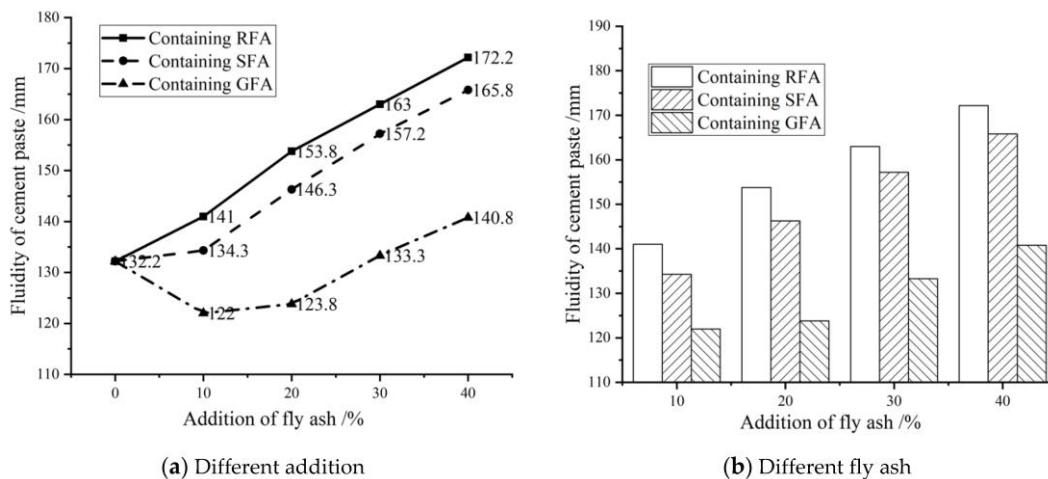 180
170
160
150
140
130
120
110
Fluidity of cement paste /mm
Containing RFA
Containing SFA
Containing GFA
172.2
165.8
163
157.2
153.8
146.3
141
134.3
132.2
140.8
133.3
123.8
122
0 10 20 30 40
Addition of fly ash /%
(a) Different addition
190
180
170
160
150
140
130
120
110
Fluidity of cement paste /mm
Containing RFA
Containing SFA
Containing GFA
10 20 30 40
Addition of fly ash /%
(b) Different fly ash